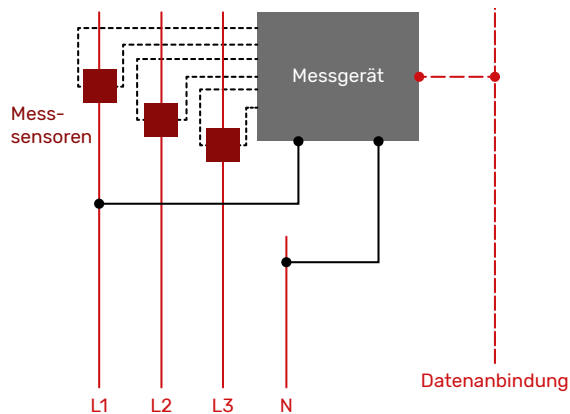 Messgerät
Mess-
sensoren
Datenanbindung
L1 L2 L3 N